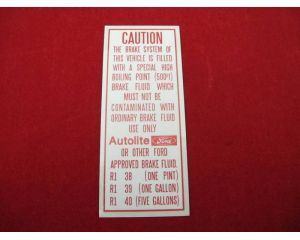 CAUTION
THE BRAKE SYSTEM OF
THIS VEHICLE IS FILLED
WITH A SPECIAL HIGH
BOILING POINT (500°F)
BRAKE FLUID WHICH
MUST NOT BE
CONTAMINATED WITH
ORDINARY BRAKE FLUID
USE ONLY
Autolite Ford
OR OTHER FORD
APPROVED BRAKE FLUID.
R1 38 (ONE PINT)
R1 39 (ONE GALLON)
R1 40 (FIVE GALLONS)